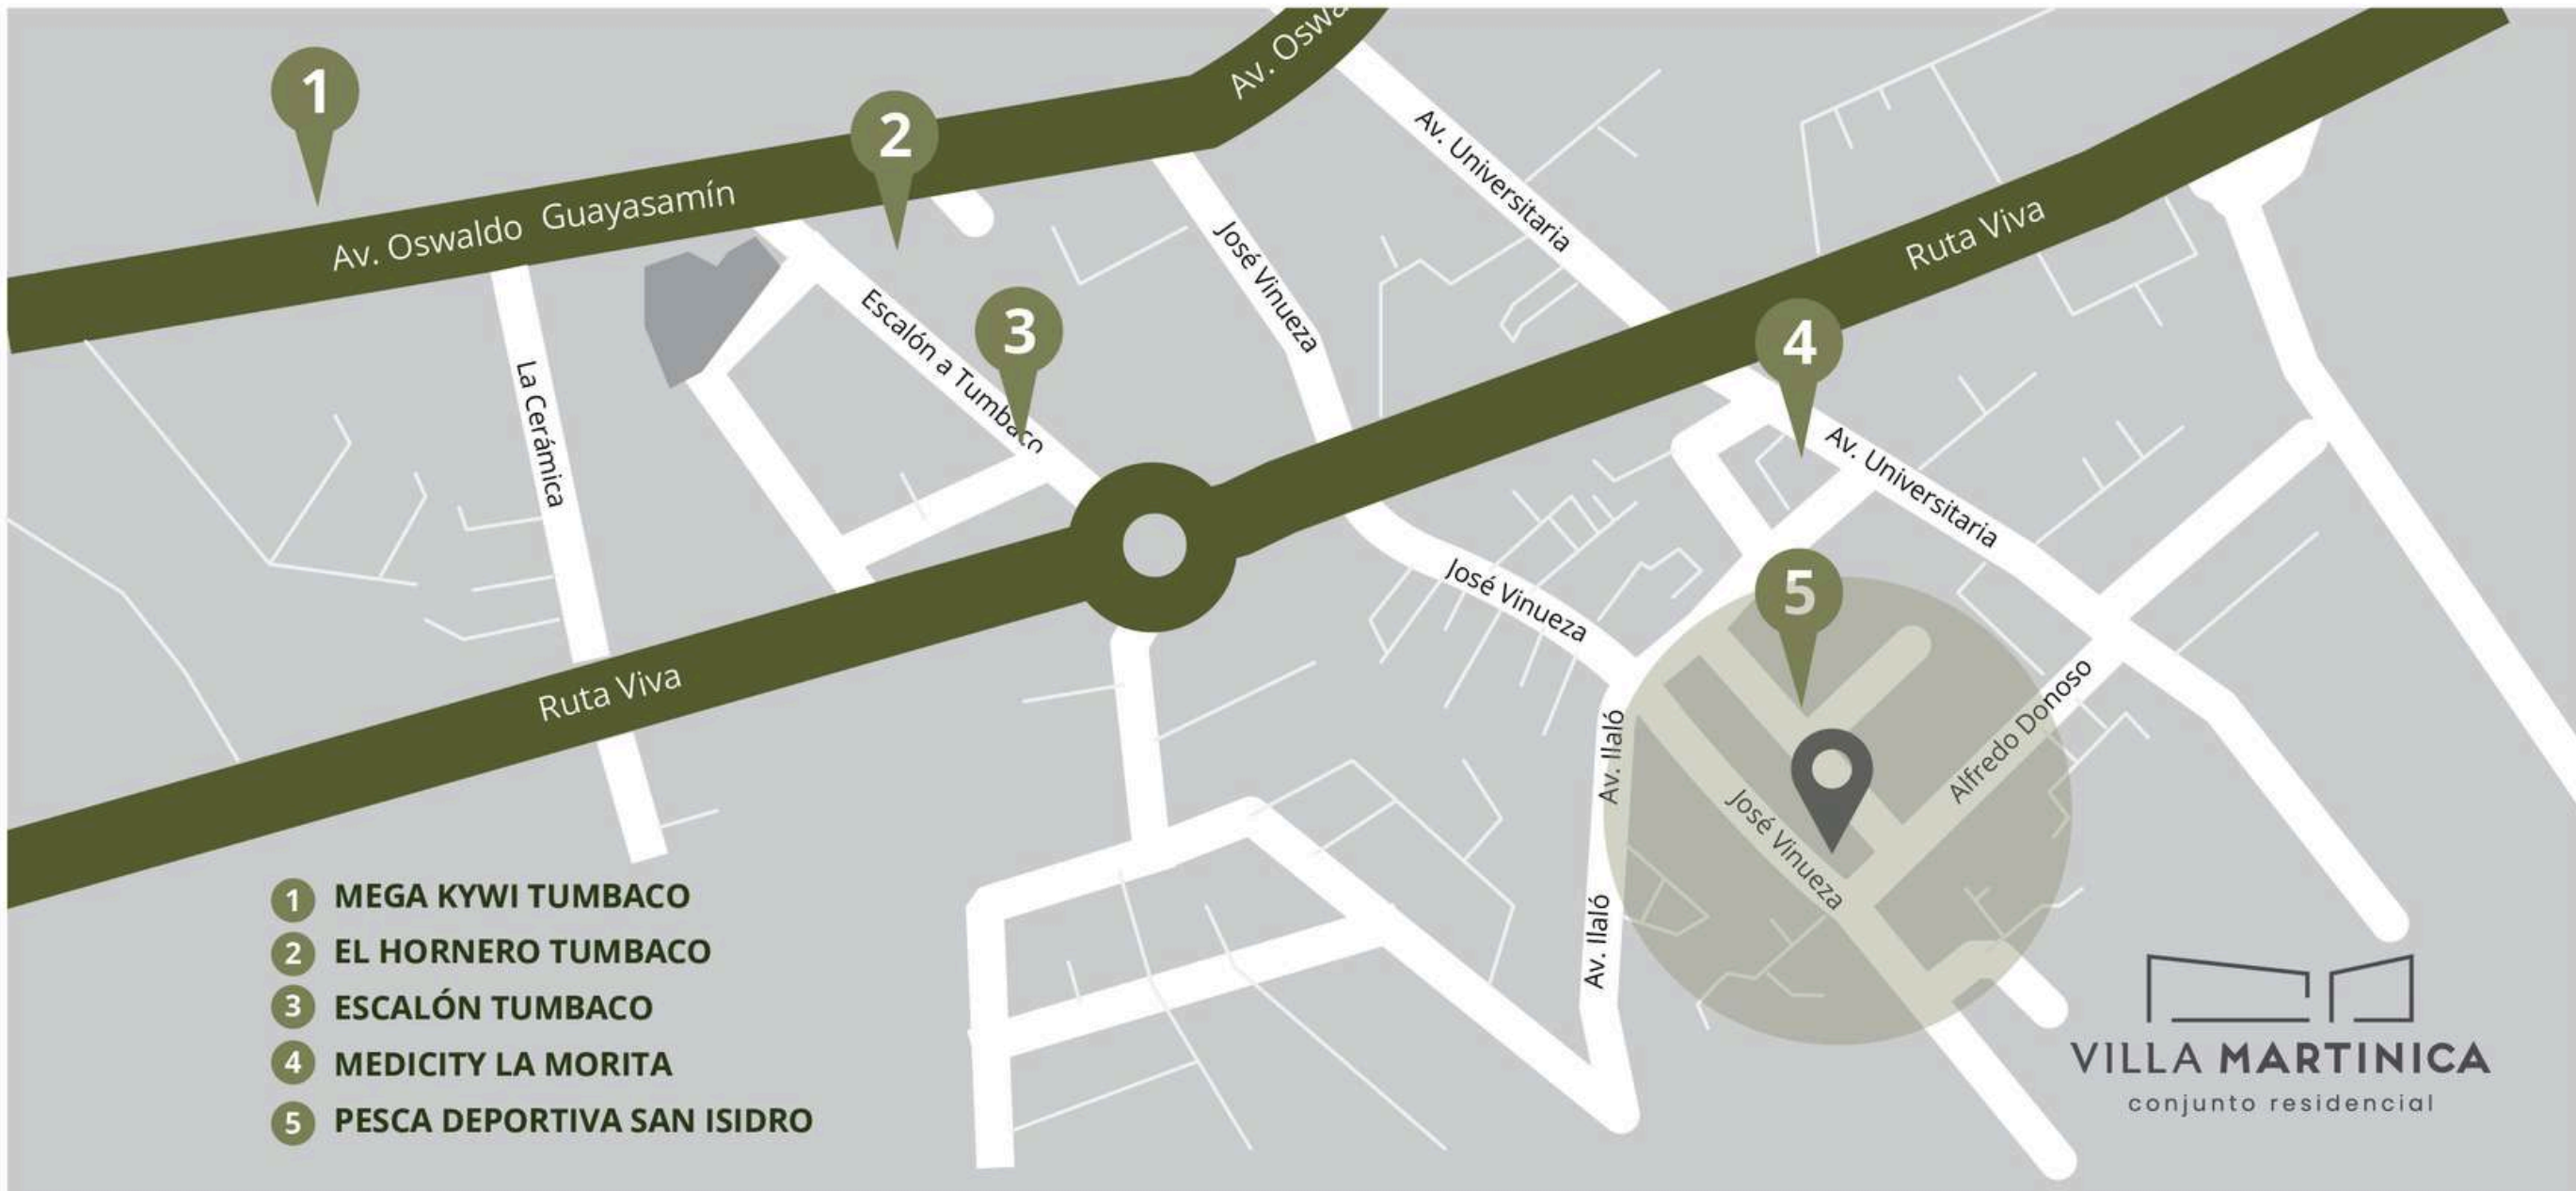 1
2
3
4
5
Av. Oswaldo Guayasamín
Av. Osw
Av. Universitaria
José Vinueza
Escalón a Tumbaco
La Cerámica
Ruta Viva
Av. Universitaria
José Vinueza
Ruta Viva
Av. Ilaló
Alfredo Donoso
José Vinueza
Av. Ilaló
1 MEGA KYWI TUMBACO
2 EL HORNERO TUMBACO
3 ESCALÓN TUMBACO
4 MEDICITY LA MORITA
5 PESCA DEPORTIVA SAN ISIDRO
VILLA MARTINICA
conjunto residencial